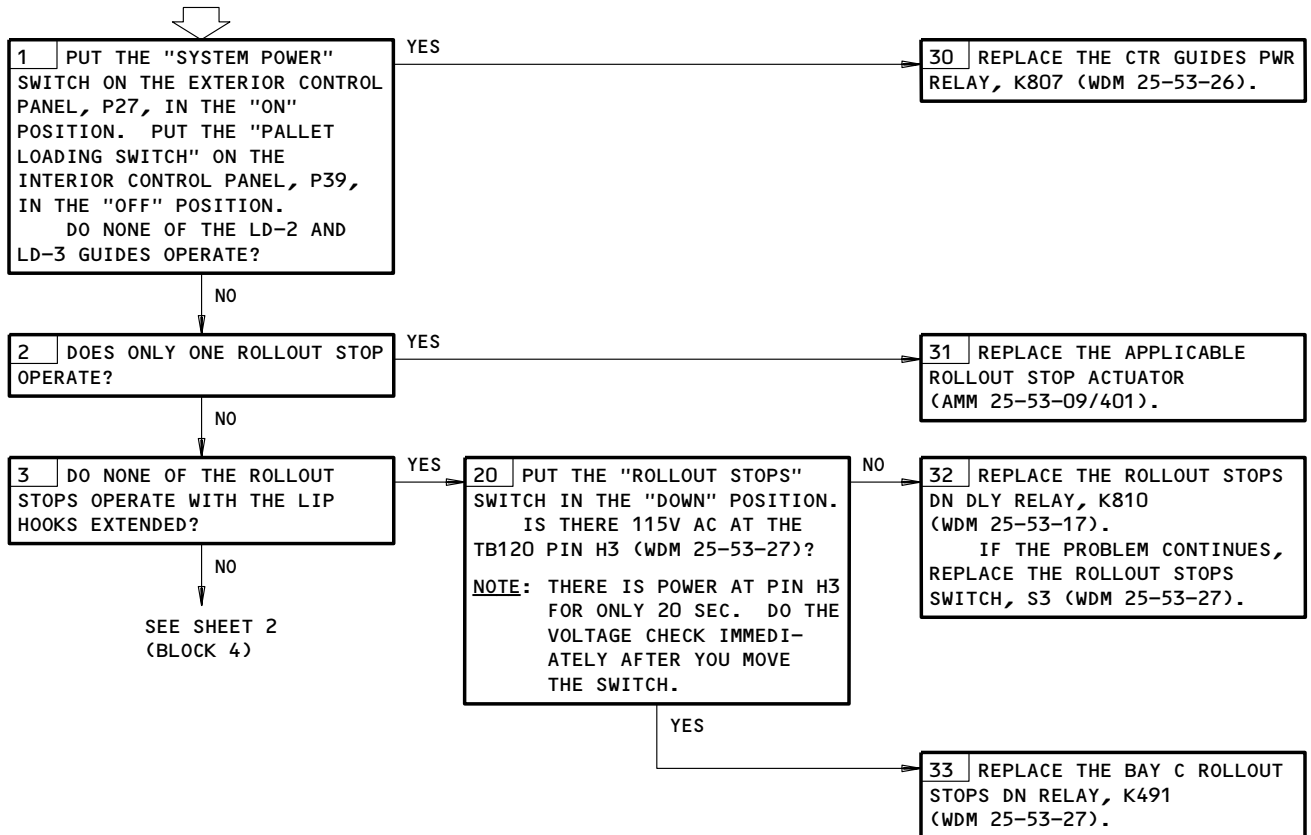 1 PUT THE "SYSTEM POWER"
SWITCH ON THE EXTERIOR CONTROL
PANEL, P27, IN THE "ON"
POSITION. PUT THE "PALLET
LOADING SWITCH" ON THE
INTERIOR CONTROL PANEL, P39,
IN THE "OFF" POSITION.
DO NONE OF THE LD-2 AND
LD-3 GUIDES OPERATE?
YES
30 REPLACE THE CTR GUIDES PWR
RELAY, K807 (WDM 25-53-26).
NO
2 DOES ONLY ONE ROLLOUT STOP
OPERATE?
YES
31 REPLACE THE APPLICABLE
ROLLOUT STOP ACTUATOR
(AMM 25-53-09/401).
NO
3 DO NONE OF THE ROLLOUT
STOPS OPERATE WITH THE LIP
HOOKS EXTENDED?
YES
20 PUT THE "ROLLOUT STOPS"
SWITCH IN THE "DOWN" POSITION.
IS THERE 115V AC AT THE
TB120 PIN H3 (WDM 25-53-27)?
NOTE: THERE IS POWER AT PIN H3
FOR ONLY 20 SEC. DO THE
VOLTAGE CHECK IMMEDI-
ATELY AFTER YOU MOVE
THE SWITCH.
NO
32 REPLACE THE ROLLOUT STOPS
DN DLY RELAY, K810
(WDM 25-53-17).
IF THE PROBLEM CONTINUES,
REPLACE THE ROLLOUT STOPS
SWITCH, S3 (WDM 25-53-27).
NO
SEE SHEET 2
(BLOCK 4)
YES
33 REPLACE THE BAY C ROLLOUT
STOPS DN RELAY, K491
(WDM 25-53-27).